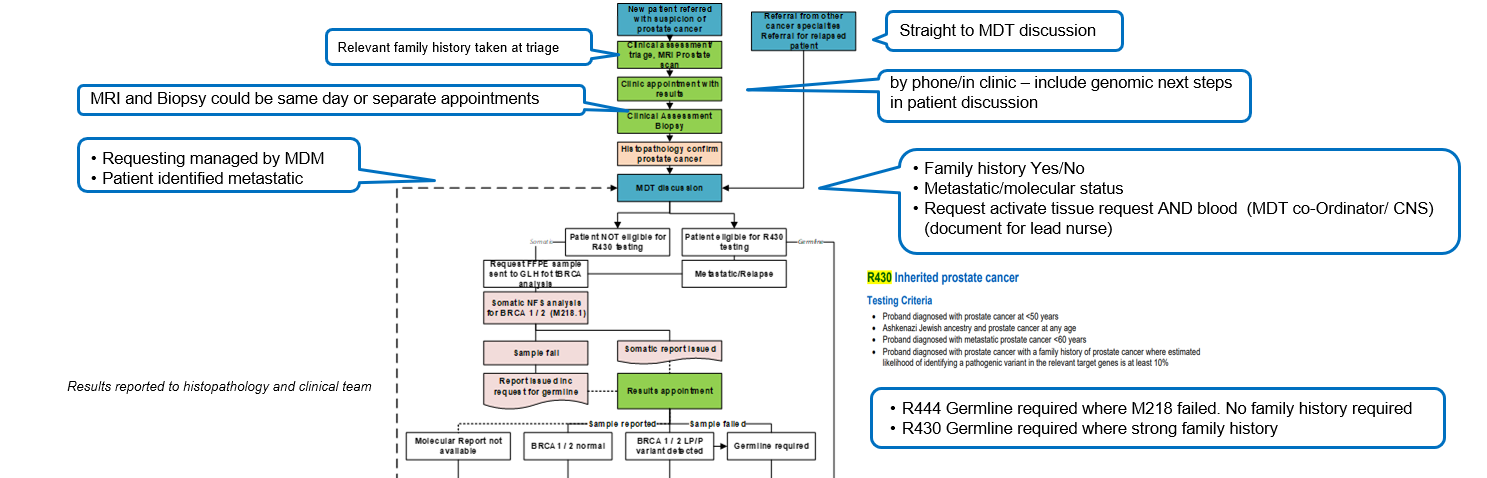 New patient referred
with suspicion of
prostate cancer
Referral from other
cancer specialties
Referral for relapsed
patient
Straight to MDT discussion
Relevant family history taken at triage
Clinical assessment/
triage, MRI Prostate
scan
Clinic appointment with
results
by phone/in clinic – include genomic next steps
in patient discussion
MRI and Biopsy could be same day or separate appointments
Clinical Assessment
Biopsy
Histopathology confirm
prostate cancer
• Requesting managed by MDM
• Patient identified metastatic
MDT discussion
• Family history Yes/No
• Metastatic/molecular status
• Request activate tissue request AND blood (MDT co-Ordinator/ CNS)
(document for lead nurse)
Somatic
Patient NOT eligible for
R430 testing
Patient eligible for R430
testing
Germline
Request FFPE sample
sent to GLH fot tBRCA
analysis
Metastatic/Relapse
R430 Inherited prostate cancer
Testing Criteria
• Proband diagnosed with prostate cancer at <50 years
• Ashkenazi Jewish ancestry and prostate cancer at any age
• Proband diagnosed with metastatic prostate cancer <60 years
• Proband diagnosed with prostate cancer with a family history of prostate cancer where estimated
likelihood of identifying a pathogenic variant in the relevant target genes is at least 10%
Somatic NFS analysis
for BRCA 1 / 2 (M218.1)
Sample fail
Somatic report issued
Results reported to histopathology and clinical team
Report issued inc
request for germline
Results appointment
• R444 Germline required where M218 failed. No family history required
• R430 Germline required where strong family history
Sample reported
Sample failed
Molecular Report not
available
BRCA 1 / 2 normal
BRCA 1 / 2 LP/P
variant detected
Germline required